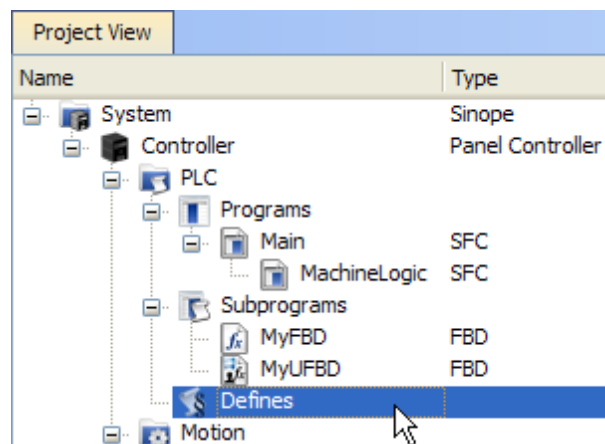 Project View
Name Type
System Sinope
Controller Panel Controller
PLC
Programs
Main SFC
MachineLogic SFC
Subprograms
MyFBD FBD
MyUFBD FBD
Defines
Motion